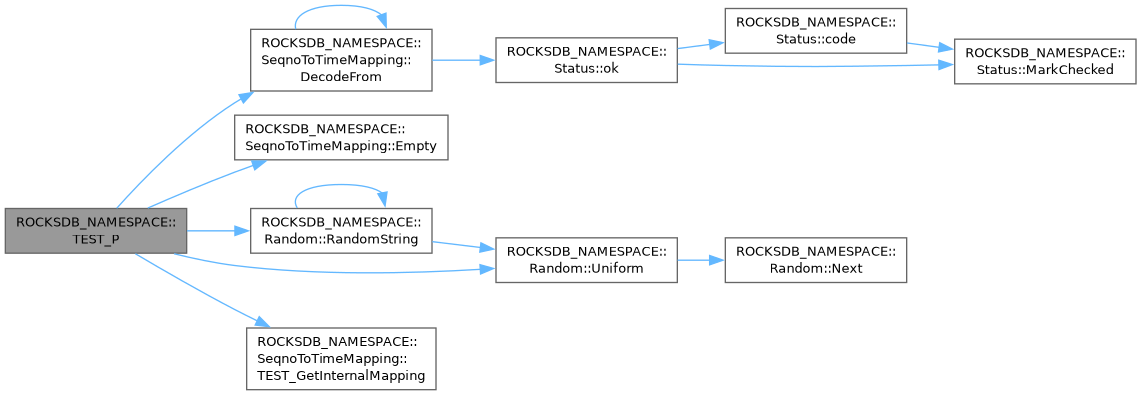 ROCKSDB_NAMESPACE::
TEST_P
ROCKSDB_NAMESPACE::
SeqnoToTimeMapping::
DecodeFrom
ROCKSDB_NAMESPACE::
Status::ok
ROCKSDB_NAMESPACE::
Status::code
ROCKSDB_NAMESPACE::
Status::MarkChecked
ROCKSDB_NAMESPACE::
SeqnoToTimeMapping::Empty
ROCKSDB_NAMESPACE::
Random::RandomString
ROCKSDB_NAMESPACE::
Random::Uniform
ROCKSDB_NAMESPACE::
Random::Next
ROCKSDB_NAMESPACE::
SeqnoToTimeMapping::
TEST_GetInternalMapping